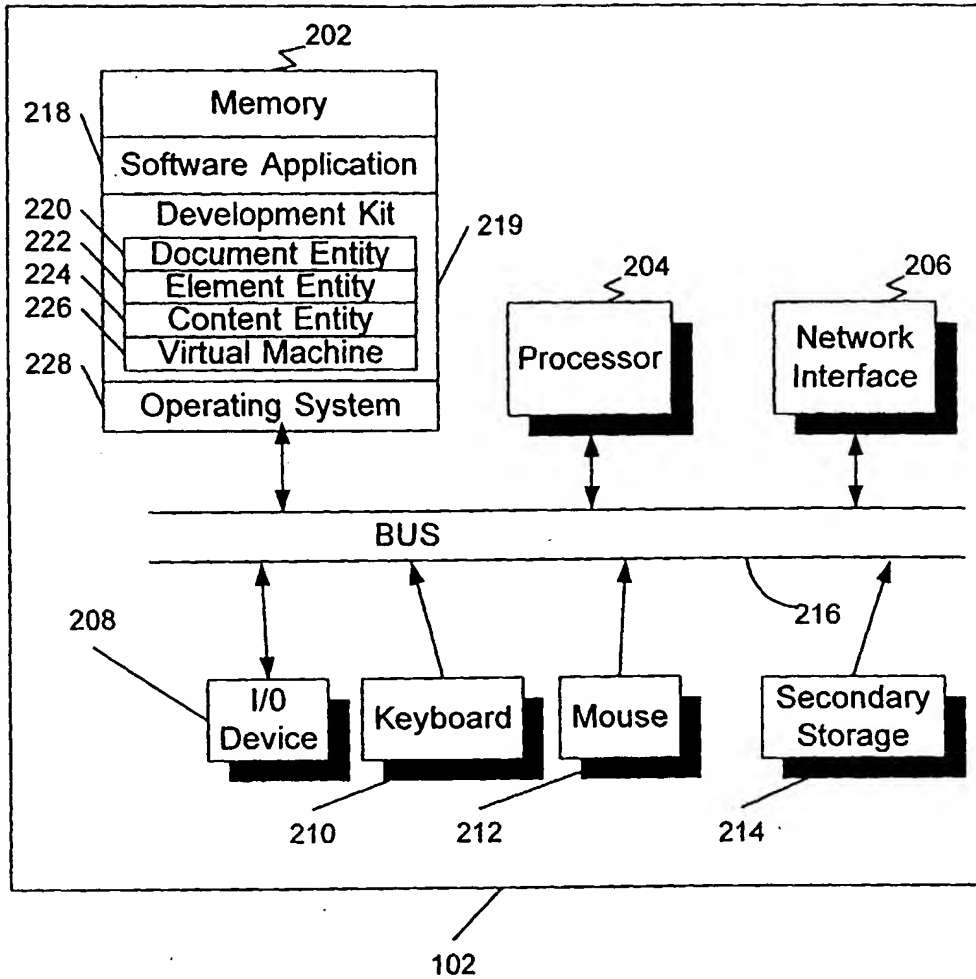 202
Memory
218
Software Application
Development Kit
220
Document Entity
219
222
Element Entity
224
Content Entity
226
Virtual Machine
228
Operating System
204
Processor
206
Network
Interface
BUS
216
208
I/0
Device
Keyboard
Mouse
Secondary
Storage
210
212
214
102